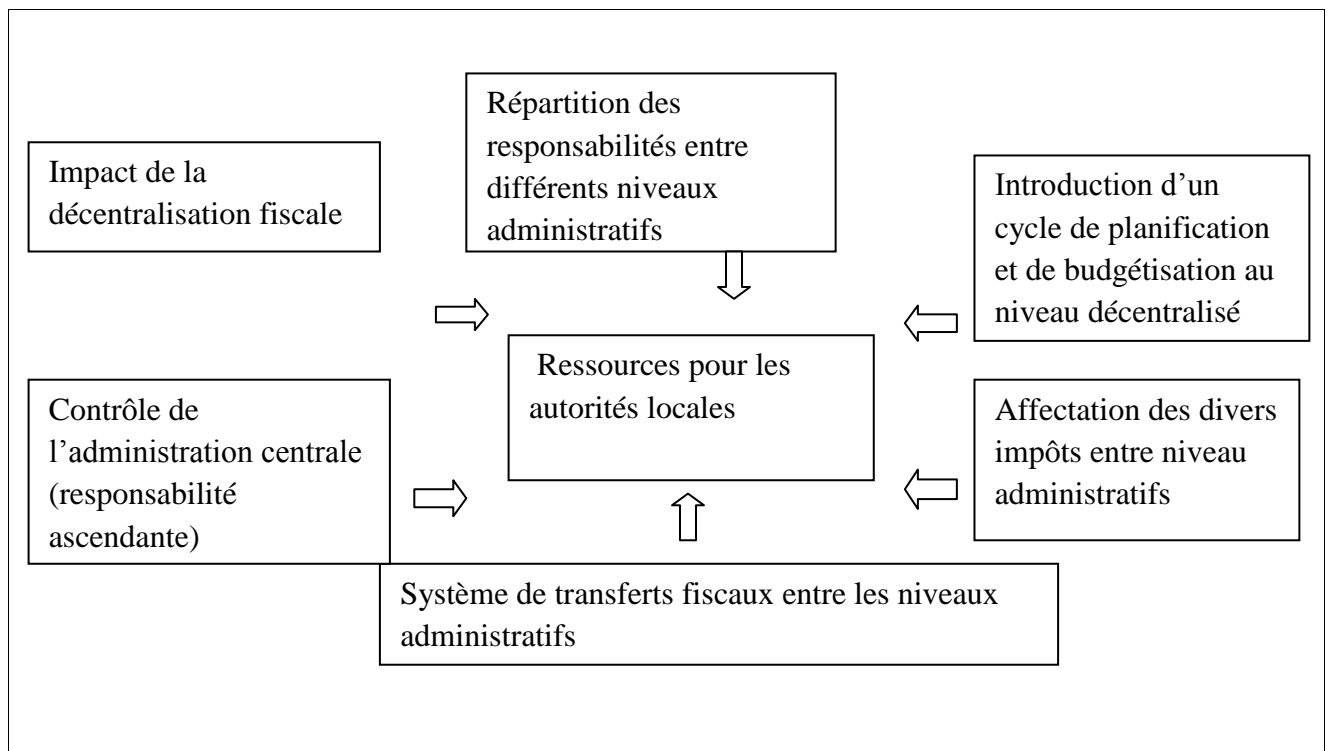 Répartition des
responsabilités entre
différents niveaux
administratifs
Impact de la
décentralisation fiscale
Introduction d’un
cycle de planification
et de budgétisation au
niveau décentralisé
Ressources pour les
autorités locales
Contrôle de
l’administration centrale
(responsabilité
ascendante)
Affectation des divers
impôts entre niveau
administratifs
Système de transferts fiscaux entre les niveaux
administratifs